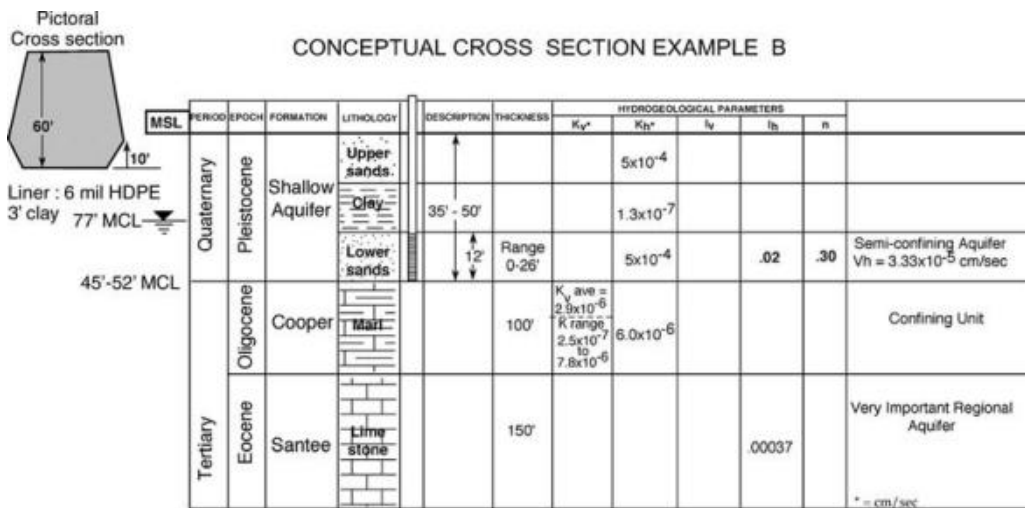 Pictoral
Cross section
CONCEPTUAL CROSS SECTION EXAMPLE B
60'
10'
Liner : 6 mil HDPE
3' clay
77' MCL
45'-52' MCL
MSL
PERIOD EPOCH FORMATION LITHOLOGY DESCRIPTION THICKNESS HYDROGEOLOGICAL PARAMETERS
Kv* Kh* Iv Ih n
Quaternary
Pleistocene
Shallow
Aquifer
Upper
sands
5x10-4
Clay
35' - 50'
1.3x10-7
Lower
sands
12'
Range
0-26'
5x10-4
.02
.30
Semi-confining Aquifer
Vh = 3.33x10-5 cm/sec
Tertiary
Oligocene
Cooper
Marl
100'
Kv ave =
2.9x10-6
K range
2.5x10-7
to
7.8x10-6
6.0x10-6
Confining Unit
Eocene
Santee
Lime
stone
150'
.00037
Very Important Regional
Aquifer
* = cm/sec